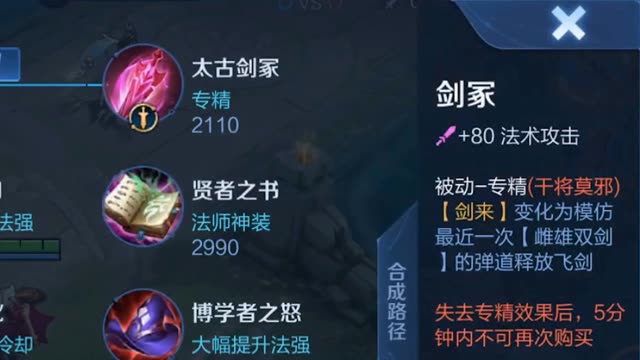 太古剑冢
专精
2110
贤者之书
法师神装
2990
博学者之怒
大幅提升法强
法强
冷却
合成路径
剑冢
+80 法术攻击
被动-专精(干将莫邪)
【剑来】变化为模仿
最近一次【雌雄双剑
】的弹道释放飞剑
失去专精效果后，5分
钟内不可再次购买